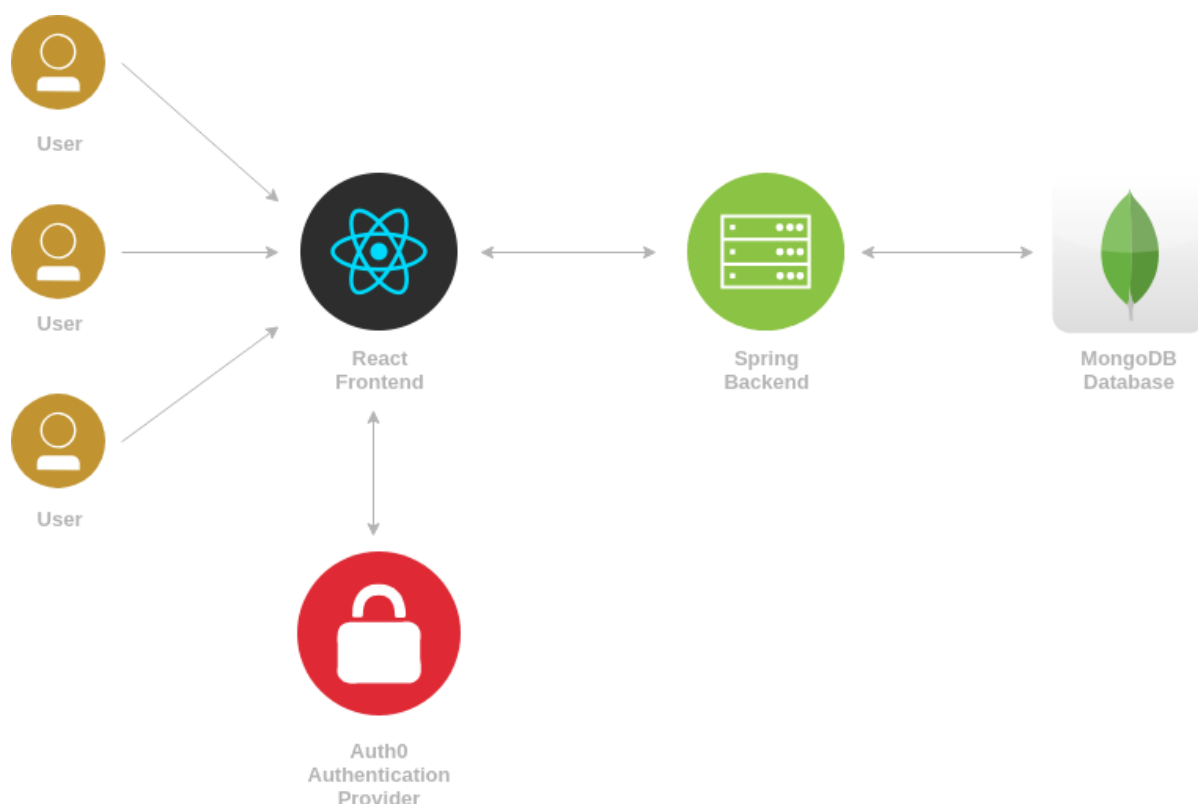 User
User
User
React
Frontend
Spring
Backend
MongoDB
Database
Auth0
Authentication
Provider